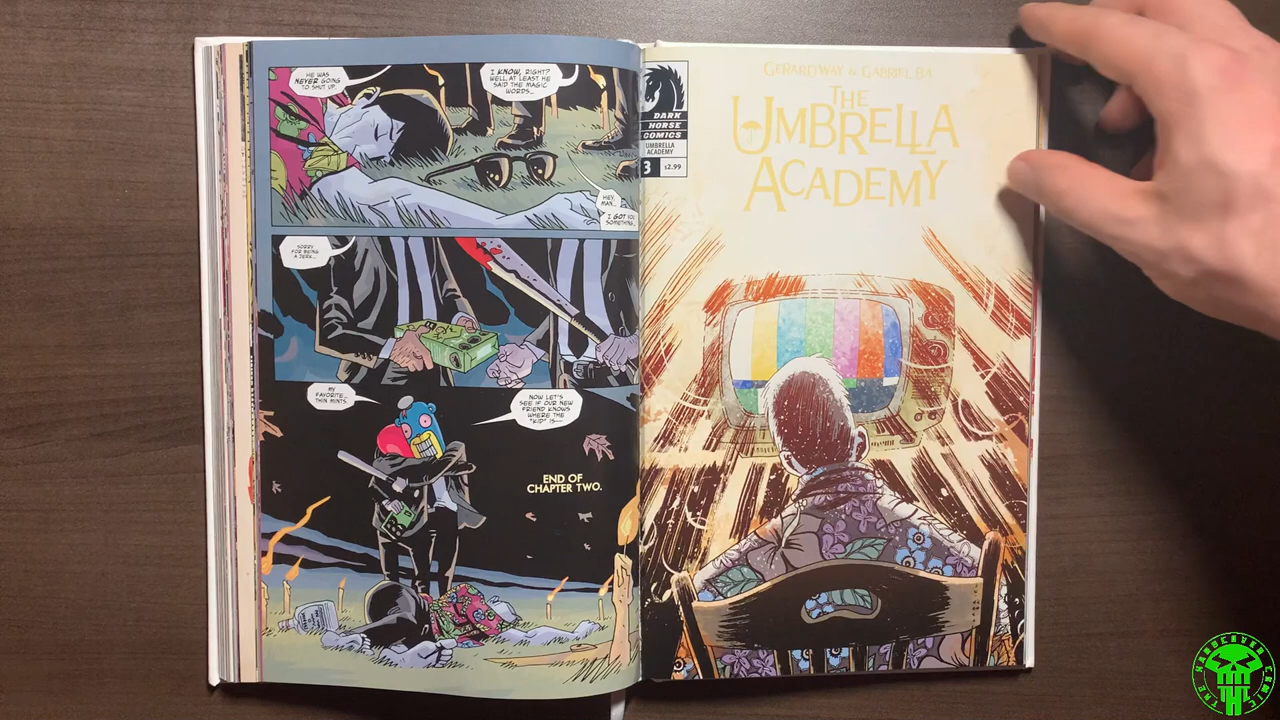 HE WAS
NEVER GOING
TO SHUT UP.
I KNOW, RIGHT?
WELL, AT LEAST HE
SAID THE MAGIC
WORDS...
HEY,
MAN...
I GOT YOU
SOMETHING...
SORRY
FOR BEING
A JERK...
MY
FAVORITE...
THIN MINTS.
NOW LET'S
SEE IF OUR NEW
FRIEND KNOWS
WHERE THE
"KID" IS—
END OF
CHAPTER TWO.
DARK
HORSE
COMICS
UMBRELLA
ACADEMY
3 $2.99
GERARD WAY & GABRIEL BÁ
THE
UMBRELLA
ACADEMY